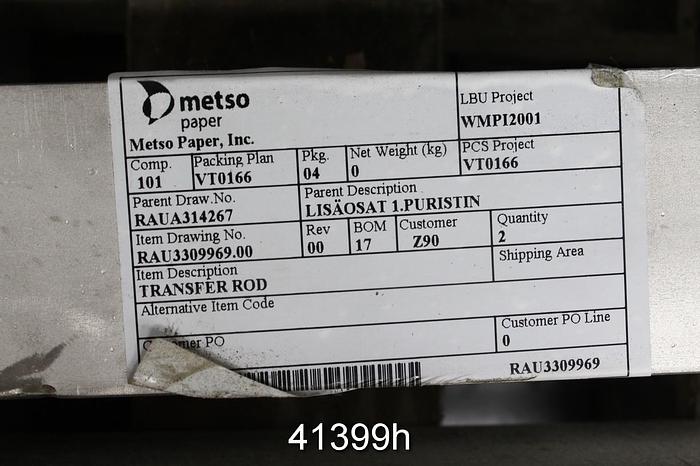 metso
paper
Metso Paper, Inc.
LBU Project
WMPI2001
Comp. Packing Plan Pkg. Net Weight (kg) PCS Project
101 VT0166 04 0 VT0166
Parent Draw.No. Parent Description
RAUA314267 LISÄOSAT 1.PURISTIN
Item Drawing No. Rev BOM Customer Quantity
RAU3309969.00 00 17 Z90 2
Item Description Shipping Area
TRANSFER ROD
Alternative Item Code
PO Customer PO Line
0
RAU3309969
41399h